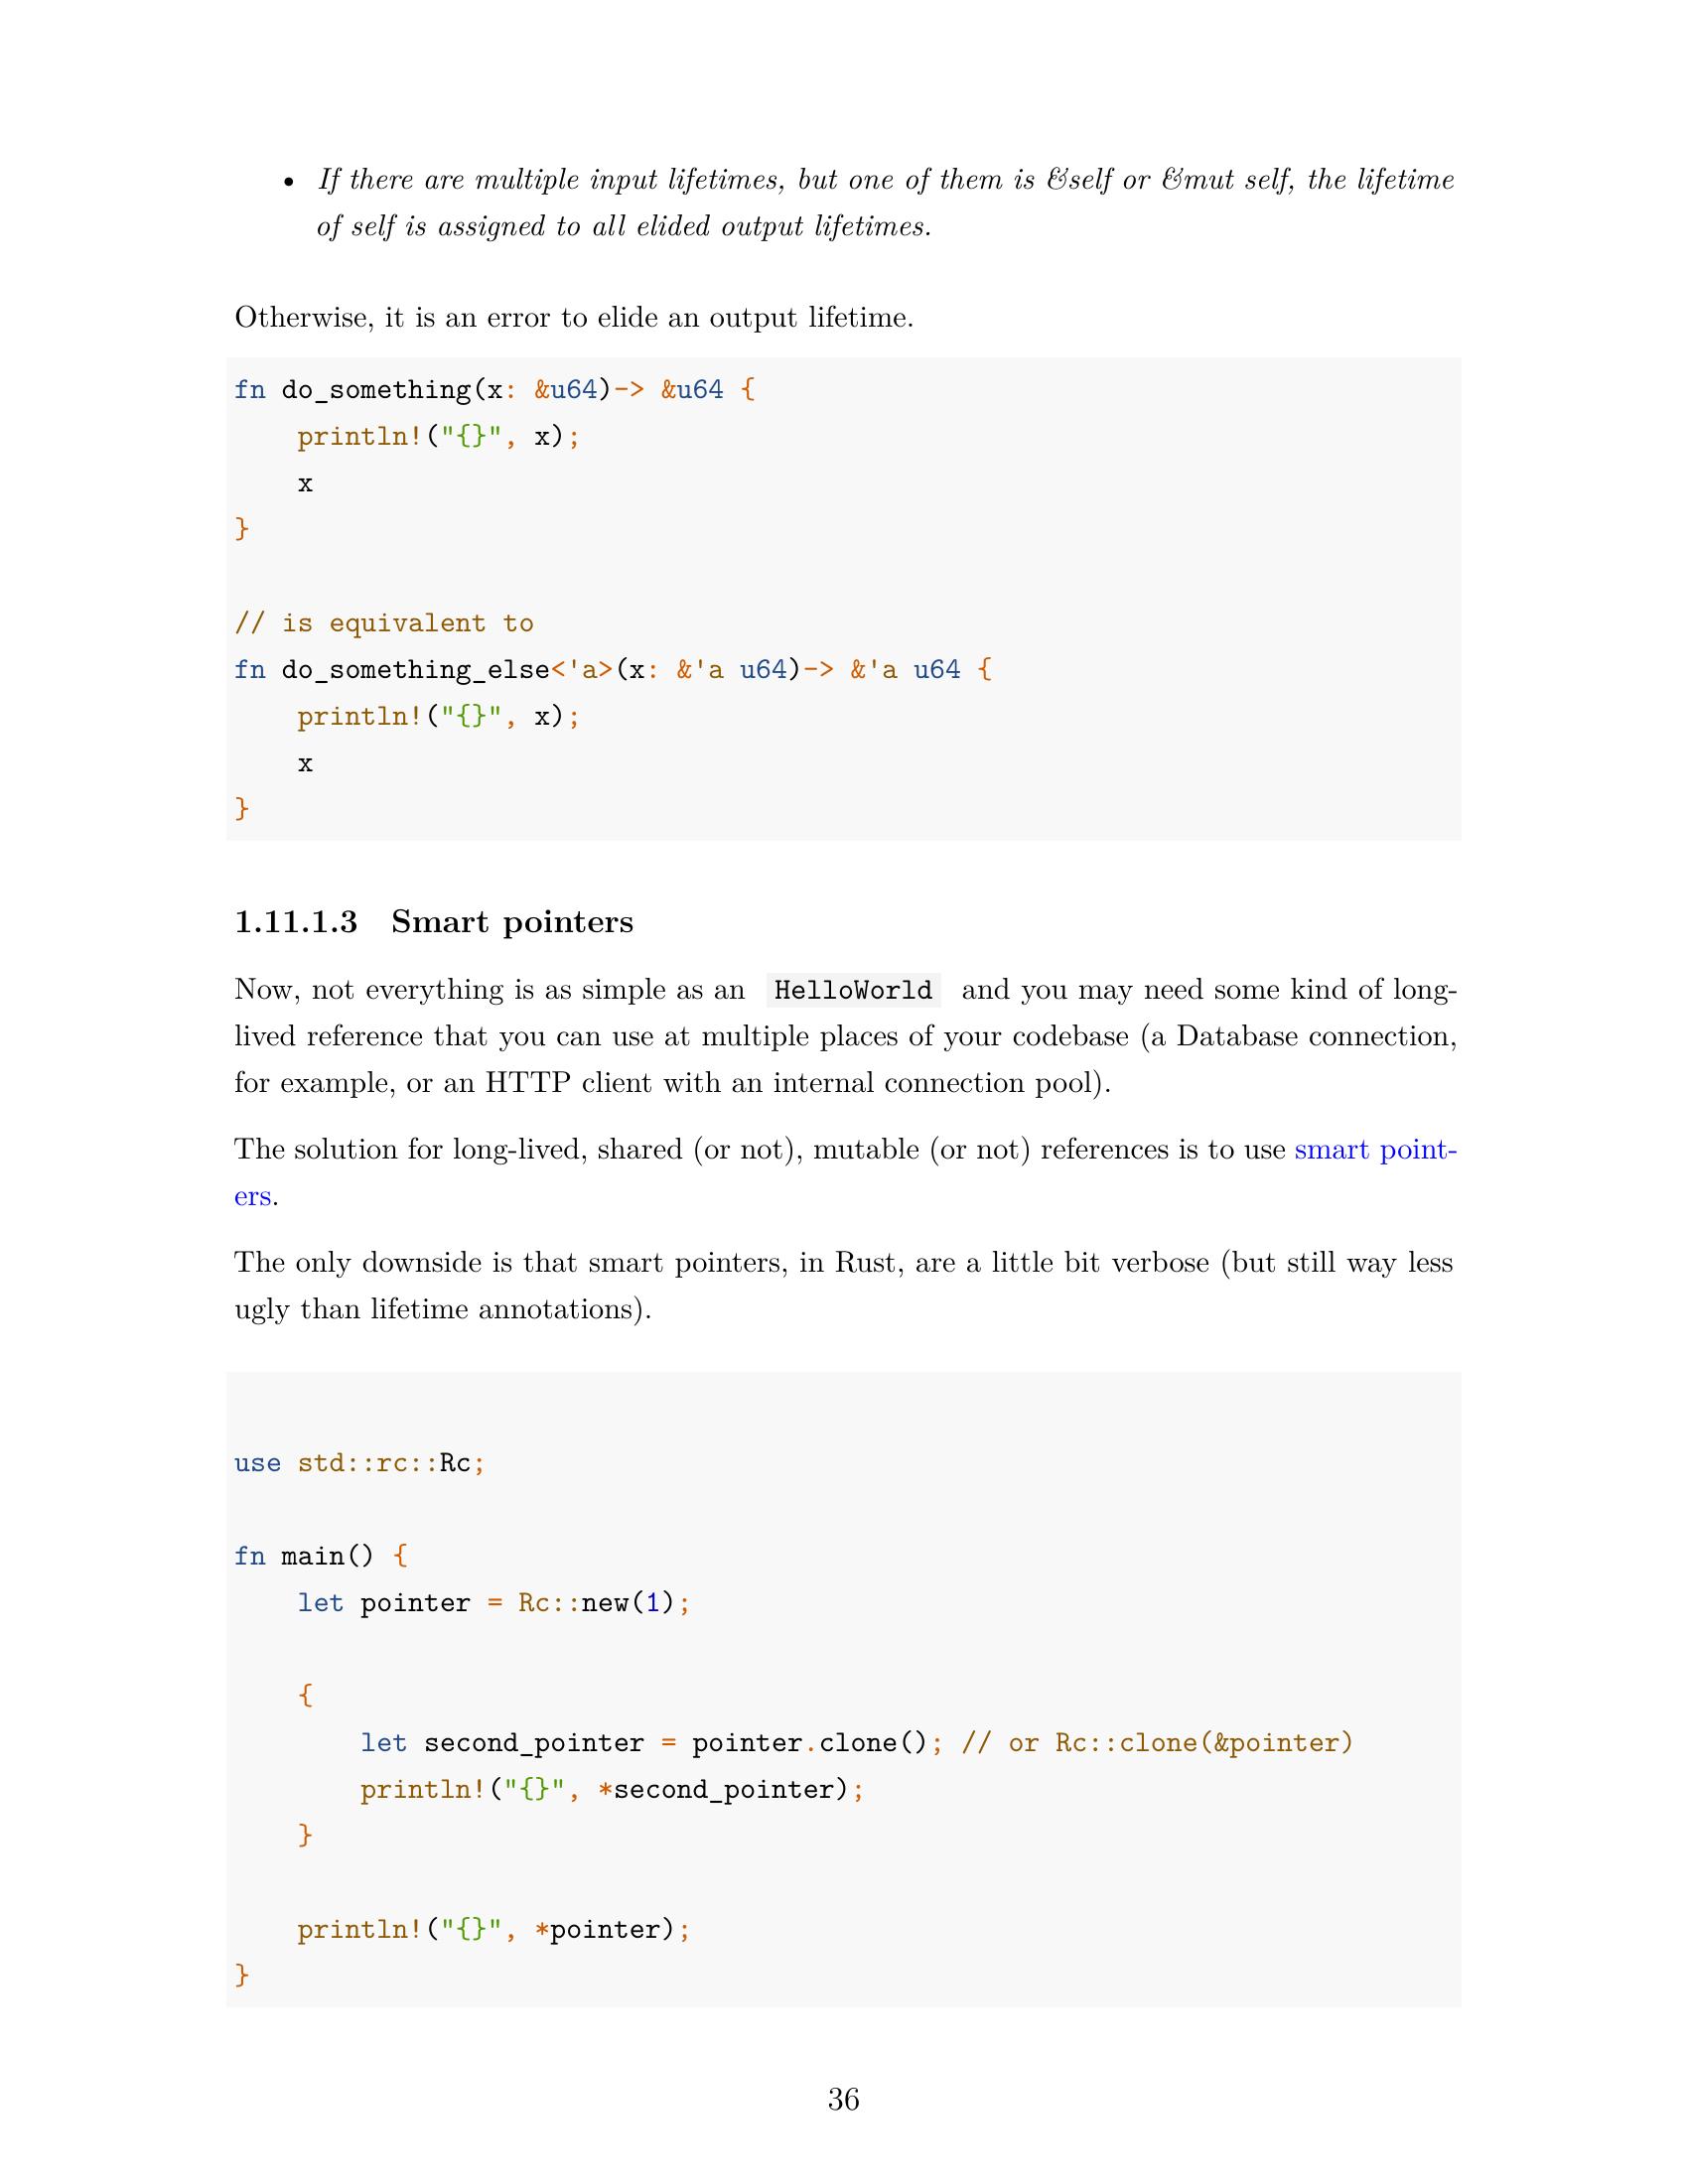 • If there are multiple input lifetimes, but one of them is &self or &mut self, the lifetime
of self is assigned to all elided output lifetimes.
Otherwise, it is an error to elide an output lifetime.
fn do_something(x: &u64)-> &u64 {
    println!("{}", x);
    x
}
// is equivalent to
fn do_something_else<'a>(x: &'a u64)-> &'a u64 {
    println!("{}", x);
    x
}
1.11.1.3 Smart pointers
Now, not everything is as simple as an HelloWorld and you may need some kind of long-
lived reference that you can use at multiple places of your codebase (a Database connection,
for example, or an HTTP client with an internal connection pool).
The solution for long-lived, shared (or not), mutable (or not) references is to use smart point-
ers.
The only downside is that smart pointers, in Rust, are a little bit verbose (but still way less
ugly than lifetime annotations).
use std::rc::Rc;
fn main() {
    let pointer = Rc::new(1);
    {
        let second_pointer = pointer.clone(); // or Rc::clone(&pointer)
        println!("{}", *second_pointer);
    }
    println!("{}", *pointer);
}
36